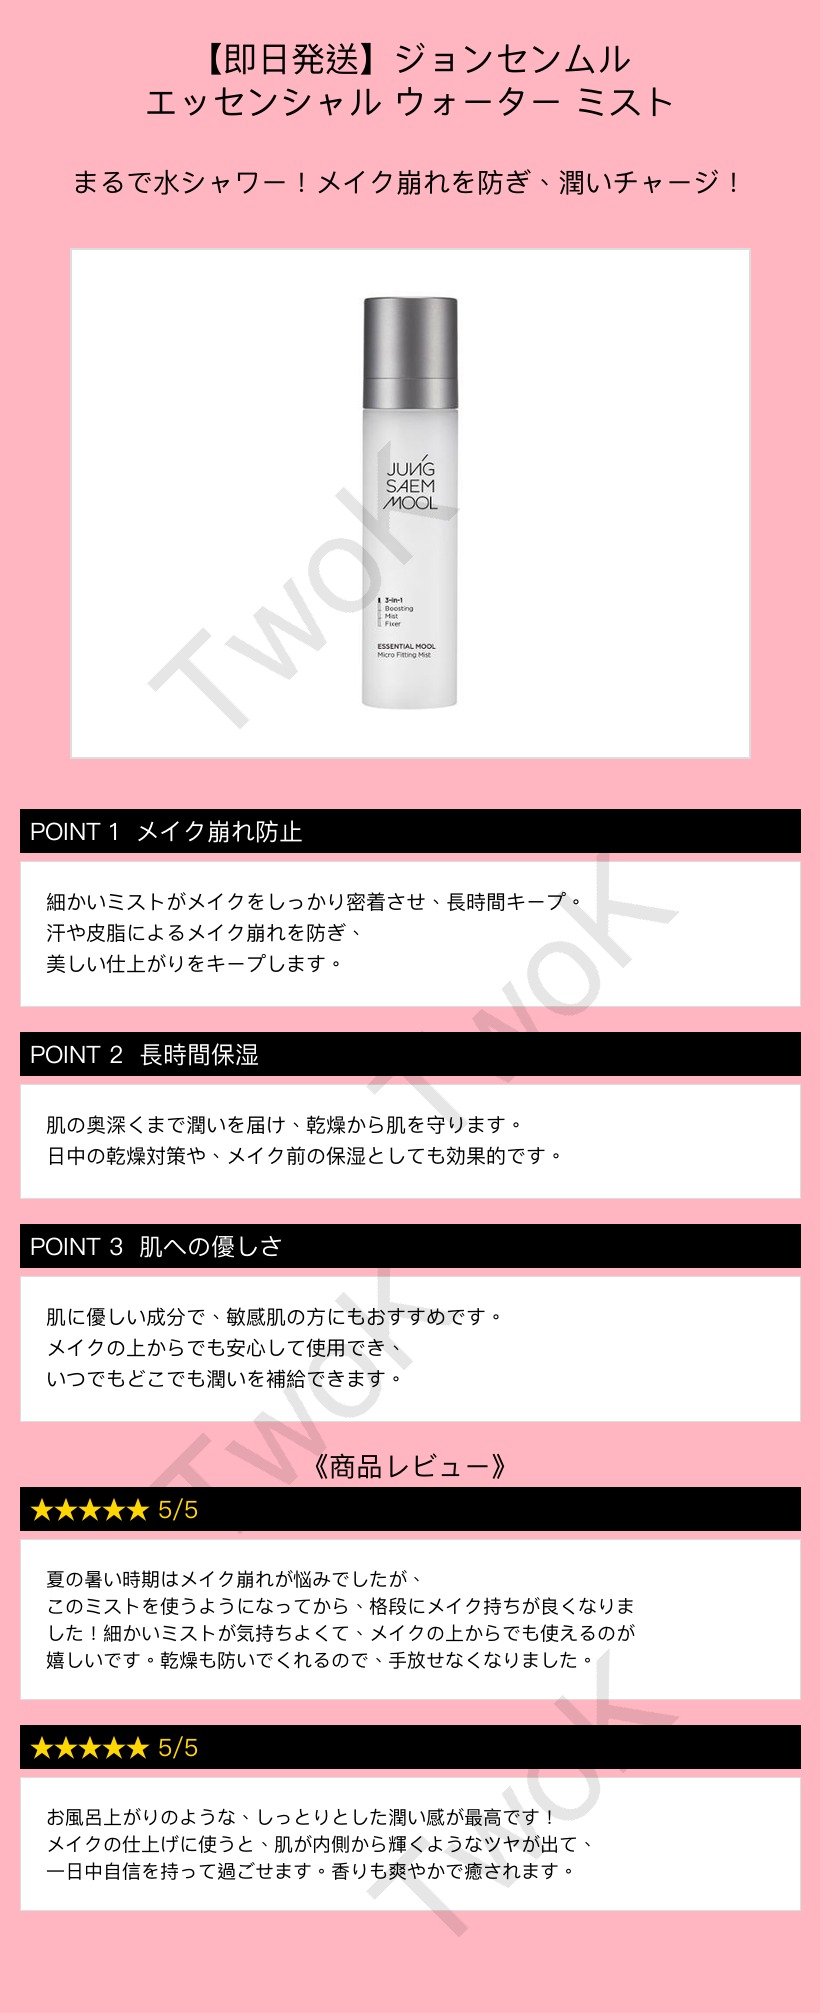 【即日発送】ジョンセンムル
エッセンシャル ウォーター ミスト
まるで水シャワー！メイク崩れを防ぎ、潤いチャージ！
JUNG
SAEM
MOOL
3-in-1
Boosting
Mist
Fixer
ESSENTIAL MOOL
Micro Fitting Mist
TwoK
POINT 1 メイク崩れ防止
細かいミストがメイクをしっかり密着させ、長時間キープ。
汗や皮脂によるメイク崩れを防ぎ、
美しい仕上がりをキープします。
TwoK
POINT 2 長時間保湿
肌の奥深くまで潤いを届け、乾燥から肌を守ります。
日中の乾燥対策や、メイク前の保湿としても効果的です。
POINT 3 肌への優しさ
肌に優しい成分で、敏感肌の方にもおすすめです。
メイクの上からでも安心して使用でき、
いつでもどこでも潤いを補給できます。
TwoK
《商品レビュー》
★★★★★ 5/5
夏の暑い時期はメイク崩れが悩みでしたが、
このミストを使うようになってから、格段にメイク持ちが良くなりま
した！細かいミストが気持ちよくて、メイクの上からでも使えるのが
嬉しいです。乾燥も防いでくれるので、手放せなくなりました。
★★★★★ 5/5
お風呂上がりのような、しっとりとした潤い感が最高です！
メイクの仕上げに使うと、肌が内側から輝くようなツヤが出て、
一日中自信を持って過ごせます。香りも爽やかで癒されます。
TwoK